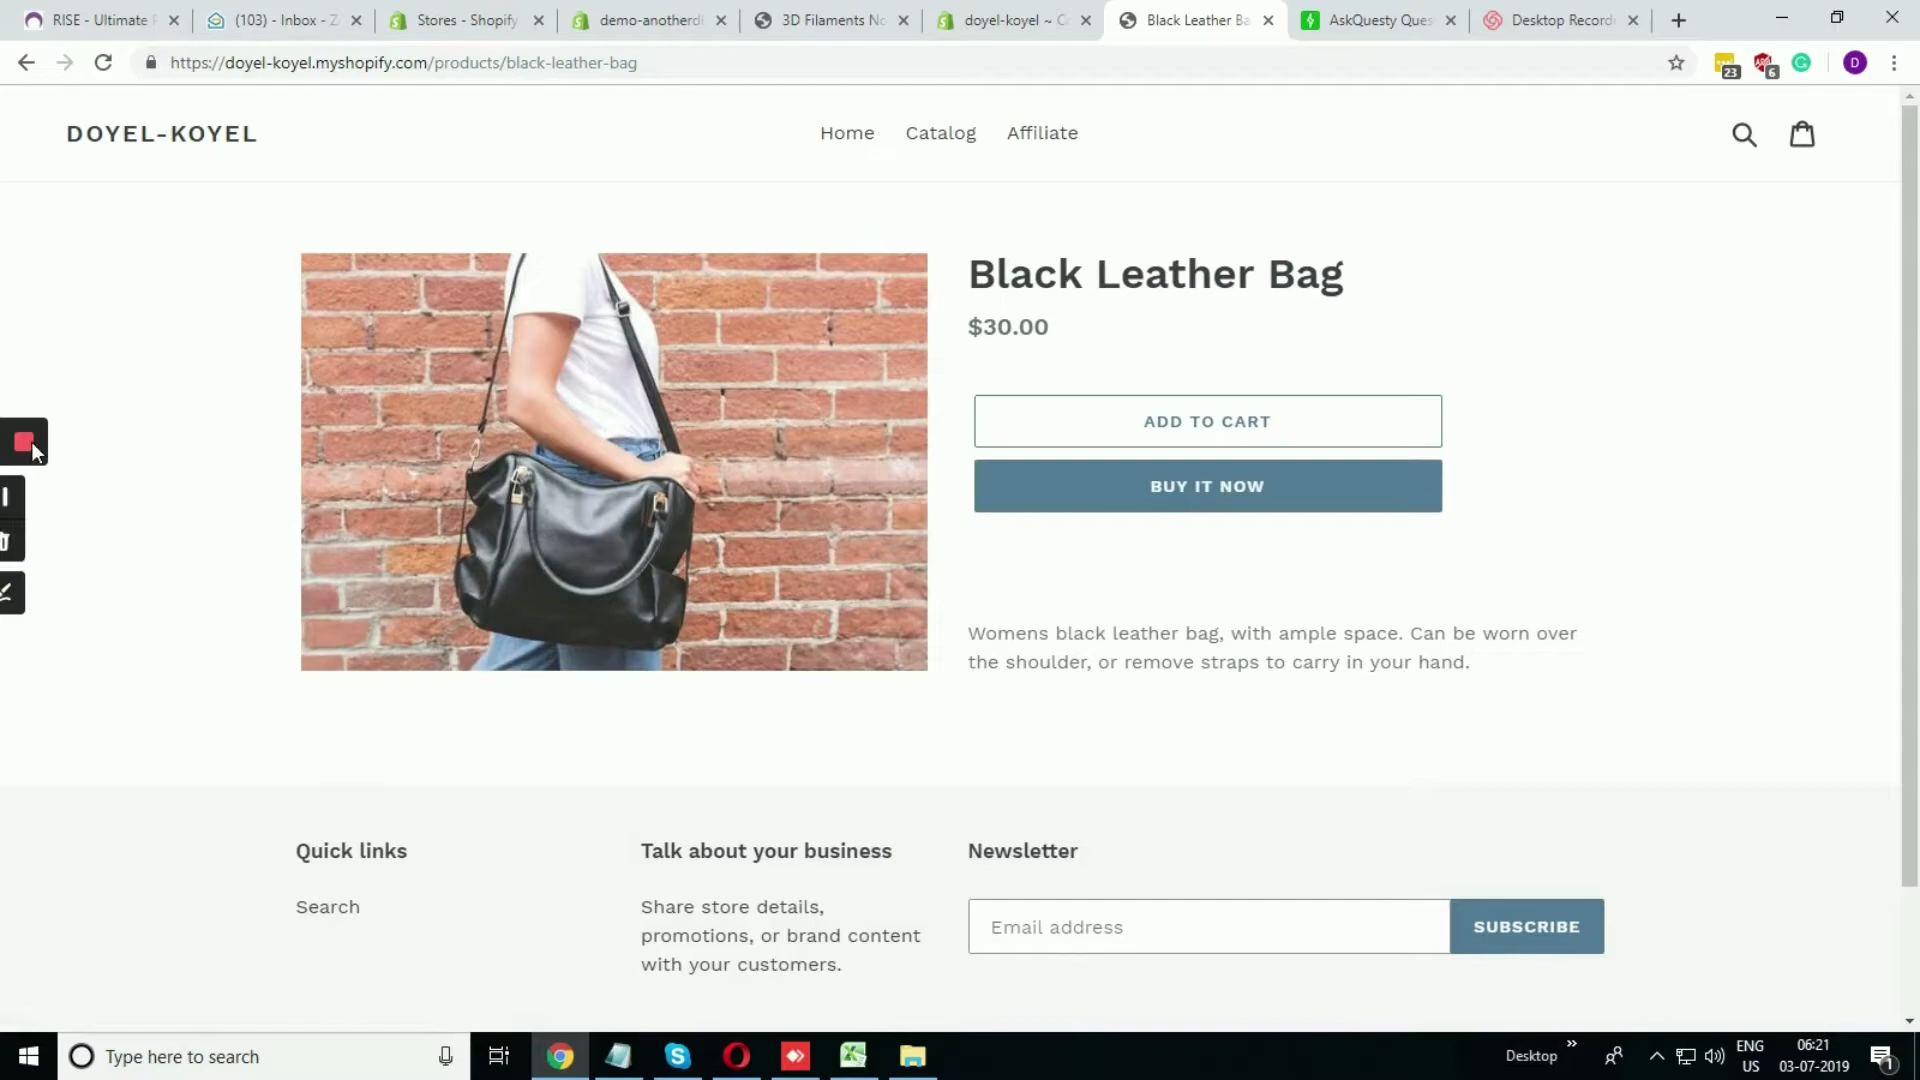 RISE - Ultimate
(103) - Inbox - Z
Stores - Shopify
demo-anotherd
3D Filaments No
doyel-koyel ~ C
Black Leather Ba
AskQuesty Ques
Desktop Record
https://doyel-koyel.myshopify.com/products/black-leather-bag
23
6
D
DOYEL-KOYEL
Home
Catalog
Affiliate
Black Leather Bag
$30.00
ADD TO CART
BUY IT NOW
Womens black leather bag, with ample space. Can be worn over
the shoulder, or remove straps to carry in your hand.
Quick links
Search
Talk about your business
Share store details,
promotions, or brand content
with your customers.
Newsletter
Email address
SUBSCRIBE
Type here to search
Desktop
ENG
US
06:21
03-07-2019
1